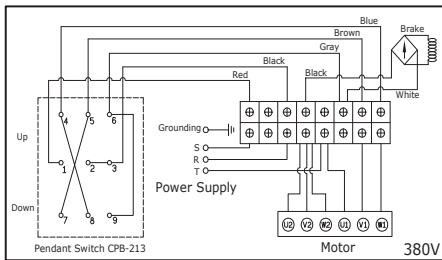 Blue
Brake
Brown
Gray
Black
Red
Black
White
4 5 6
Grounding
Up
S
R
1 2 3
T
Power Supply
Down
7 8 9
U2 V2 W2 U1 V1 W1
Pendant Switch CPB-213
Motor
380V